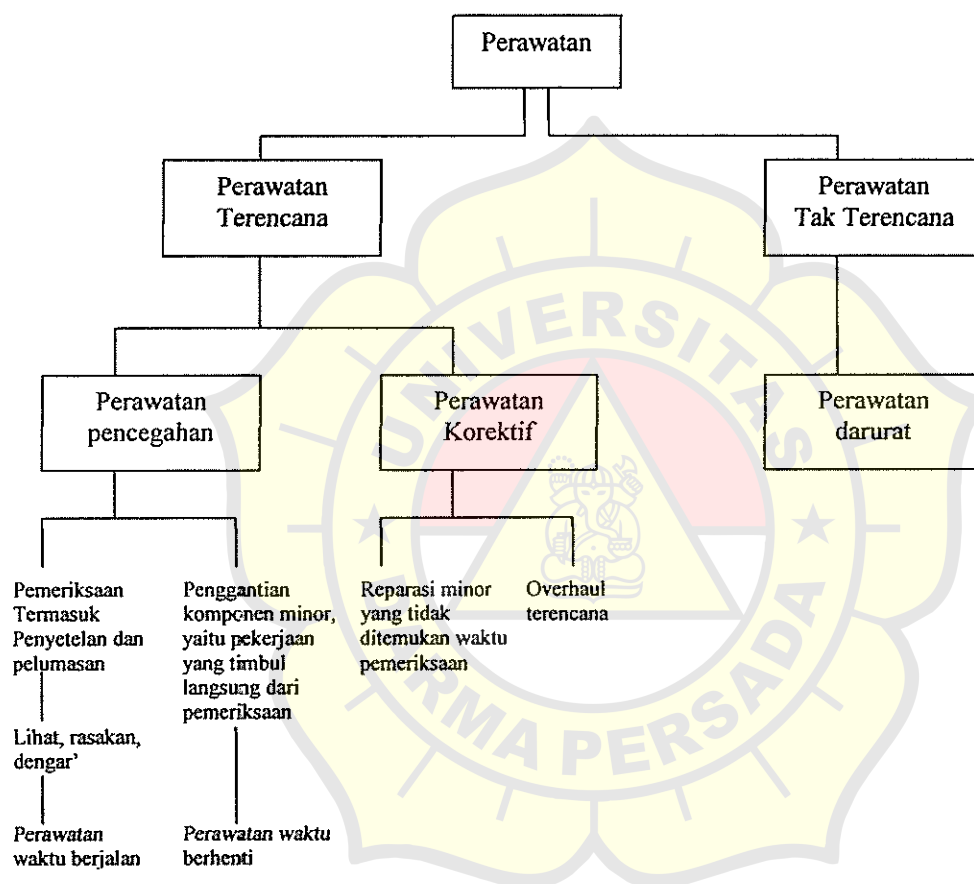 Perawatan
Perawatan
Terencana
Perawatan
Tak Terencana
Perawatan
pencegahan
Perawatan
Korektif
Perawatan
darurat
Pemeriksaan
Termasuk
Penyetelan dan
pelumasan
Penggantian
komponen minor,
yaitu pekerjaan
yang timbul
langsung dari
pemeriksaan
Reparasi minor
yang tidak
ditemukan waktu
pemeriksaan
Overhaul
terencana
Lihat, rasakan,
dengar’
Perawatan
waktu berjalan
Perawatan waktu
berhenti
UNIVERSITAS
DARMA PERSADA